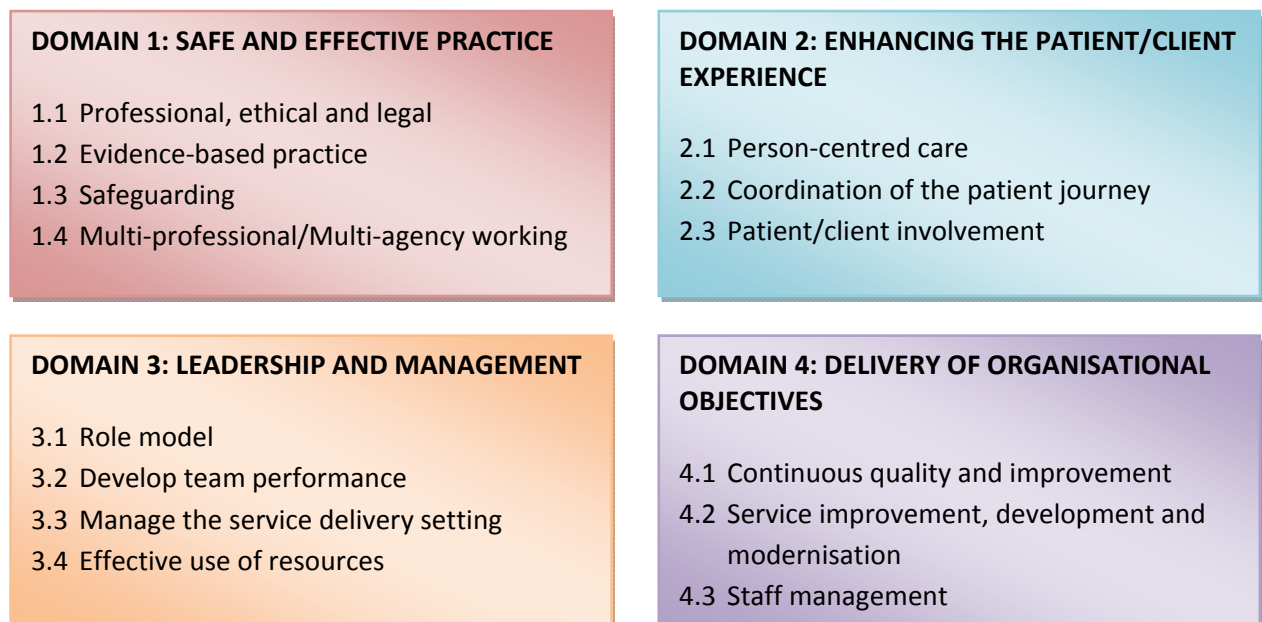 DOMAIN 1: SAFE AND EFFECTIVE PRACTICE
1.1 Professional, ethical and legal
1.2 Evidence-based practice
1.3 Safeguarding
1.4 Multi-professional/Multi-agency working
DOMAIN 2: ENHANCING THE PATIENT/CLIENT
EXPERIENCE
2.1 Person-centred care
2.2 Coordination of the patient journey
2.3 Patient/client involvement
DOMAIN 3: LEADERSHIP AND MANAGEMENT
3.1 Role model
3.2 Develop team performance
3.3 Manage the service delivery setting
3.4 Effective use of resources
DOMAIN 4: DELIVERY OF ORGANISATIONAL
OBJECTIVES
4.1 Continuous quality and improvement
4.2 Service improvement, development and
modernisation
4.3 Staff management